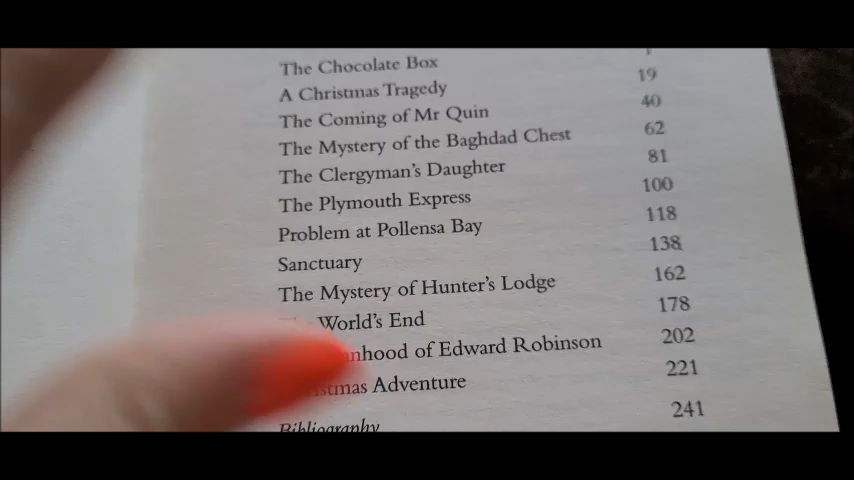 The Chocolate Box
A Christmas Tragedy 19
The Coming of Mr Quin 40
The Mystery of the Baghdad Chest 62
The Clergyman's Daughter 81
The Plymouth Express 100
Problem at Pollensa Bay 118
Sanctuary 138
The Mystery of Hunter's Lodge 162
World's End 178
of Edward Robinson 202
Adventure 221
Bibliography 241